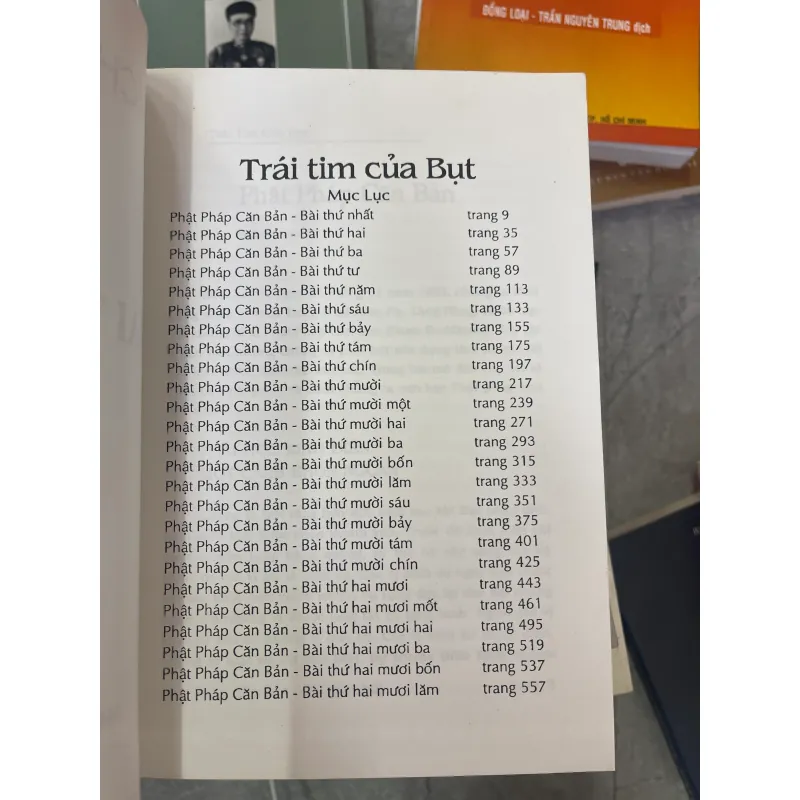 ĐỒNG LOẠI - TRẦN NGUYÊN TRUNG dịch
Trái tim của Bụt
Mục Lục
Phật Pháp Căn Bản - Bài thứ nhất trang 9
Phật Pháp Căn Bản - Bài thứ hai trang 35
Phật Pháp Căn Bản - Bài thứ ba trang 57
Phật Pháp Căn Bản - Bài thứ tư trang 89
Phật Pháp Căn Bản - Bài thứ năm trang 113
Phật Pháp Căn Bản - Bài thứ sáu trang 133
Phật Pháp Căn Bản - Bài thứ bảy trang 155
Phật Pháp Căn Bản - Bài thứ tám trang 175
Phật Pháp Căn Bản - Bài thứ chín trang 197
Phật Pháp Căn Bản - Bài thứ mười trang 217
Phật Pháp Căn Bản - Bài thứ mười một trang 239
Phật Pháp Căn Bản - Bài thứ mười hai trang 271
Phật Pháp Căn Bản - Bài thứ mười ba trang 293
Phật Pháp Căn Bản - Bài thứ mười bốn trang 315
Phật Pháp Căn Bản - Bài thứ mười lăm trang 333
Phật Pháp Căn Bản - Bài thứ mười sáu trang 351
Phật Pháp Căn Bản - Bài thứ mười bảy trang 375
Phật Pháp Căn Bản - Bài thứ mười tám trang 401
Phật Pháp Căn Bản - Bài thứ mười chín trang 425
Phật Pháp Căn Bản - Bài thứ hai mươi trang 443
Phật Pháp Căn Bản - Bài thứ hai mươi mốt trang 461
Phật Pháp Căn Bản - Bài thứ hai mươi hai trang 495
Phật Pháp Căn Bản - Bài thứ hai mươi ba trang 519
Phật Pháp Căn Bản - Bài thứ hai mươi bốn trang 537
Phật Pháp Căn Bản - Bài thứ hai mươi lăm trang 557